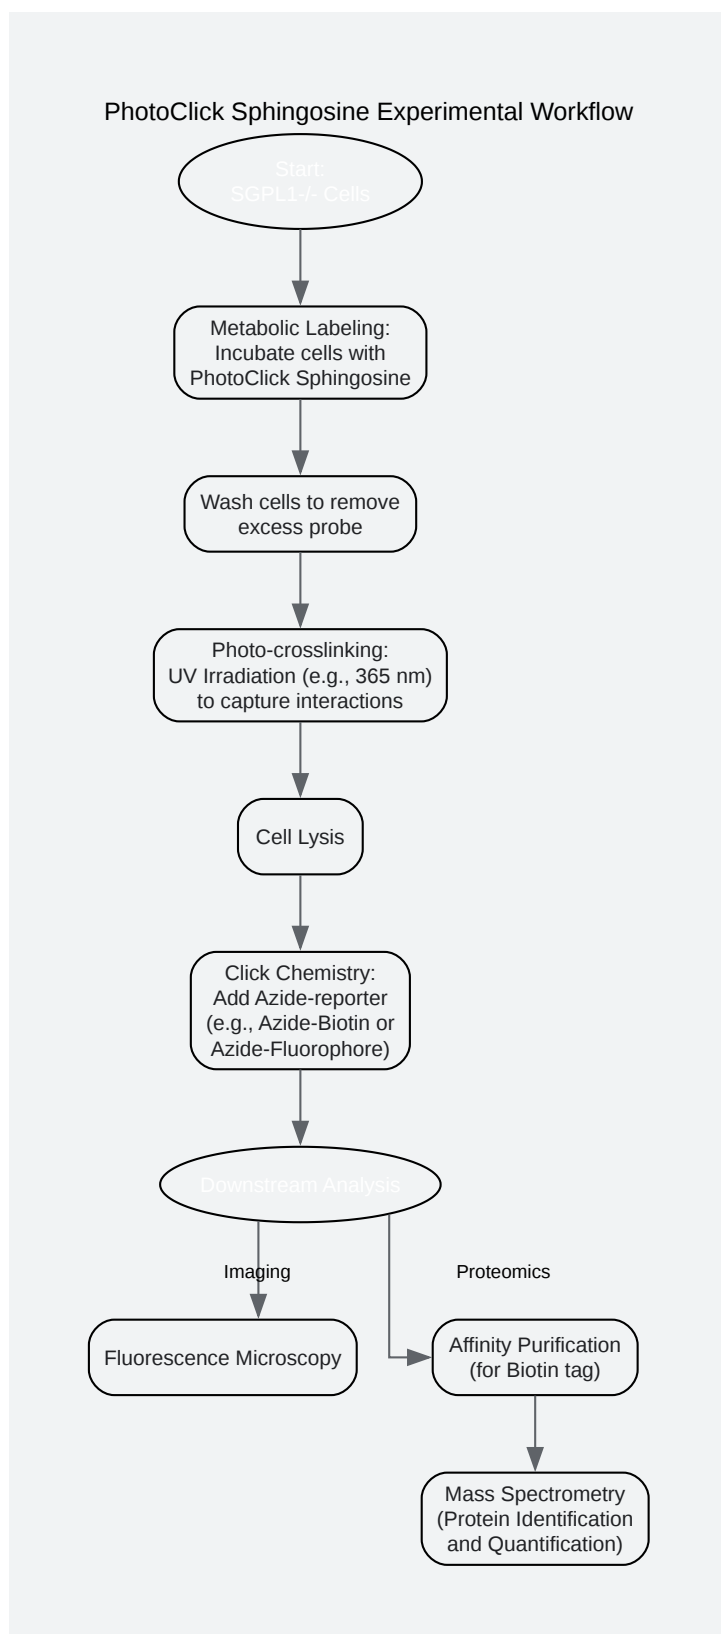 PhotoClick Sphingosine Experimental Workflow
Start:
SGPL1-/- Cells
Metabolic Labeling:
Incubate cells with
PhotoClick Sphingosine
Wash cells to remove
excess probe
Photo-crosslinking:
UV Irradiation (e.g., 365 nm)
to capture interactions
Cell Lysis
Click Chemistry:
Add Azide-reporter
(e.g., Azide-Biotin or
Azide-Fluorophore)
Downstream Analysis
Imaging
Proteomics
Fluorescence Microscopy
Affinity Purification
(for Biotin tag)
Mass Spectrometry
(Protein Identification
and Quantification)